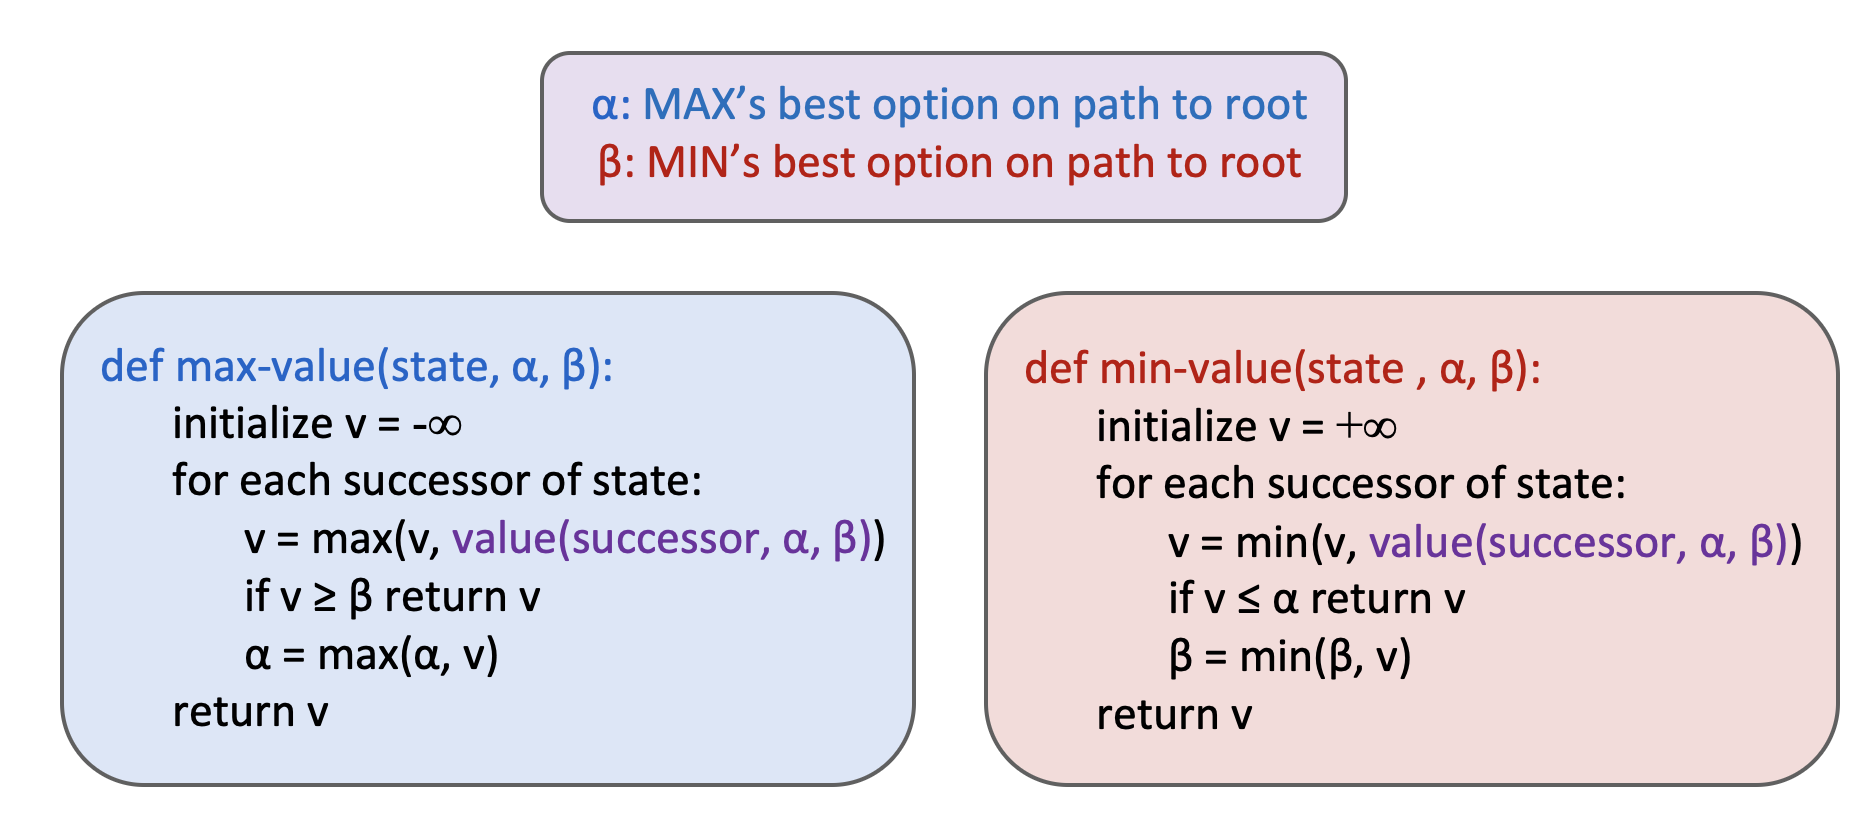 α: MAX’s best option on path to root
β: MIN’s best option on path to root
def max-value(state, α, β):
initialize v = -∞
for each successor of state:
v = max(v, value(successor, α, β))
if v ≥ β return v
α = max(α, v)
return v
def min-value(state , α, β):
initialize v = +∞
for each successor of state:
v = min(v, value(successor, α, β))
if v ≤ α return v
β = min(β, v)
return v